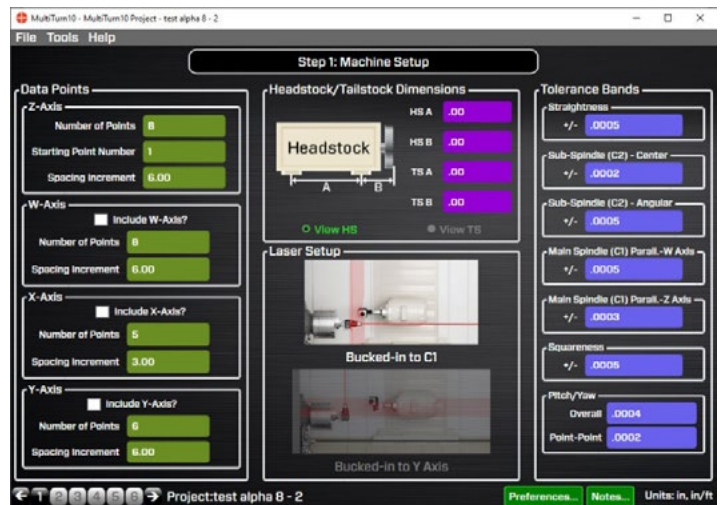 MultiTurn10 - MultiTurn10 Project - test alpha 8 - 2
File Tools Help
Step 1: Machine Setup
Data Points
Z-Axis
Number of Points 8
Starting Point Number 1
Spacing Increment 6.00
W-Axis
Include W-Axis?
Number of Points 8
Spacing Increment 6.00
X-Axis
Include X-Axis?
Number of Points 5
Spacing Increment 3.00
Y-Axis
Include Y-Axis?
Number of Points 6
Spacing Increment 6.00
Headstock/Tailstock Dimensions
Headstock
A B
HS A .00
HS B .00
TS A .00
TS B .00
View HS View TS
Laser Setup
Bucked-in to C1
Bucked-in to Y Axis
Tolerance Bands
Straightness
+/- .0005
Sub-Spindle (C2) - Center
+/- .0002
Sub-Spindle (C2) - Angular
+/- .0005
Main Spindle (C1) Parall.-W Axis
+/- .0005
Main Spindle (C1) Parall.-Z Axis
+/- .0003
Squareness
+/- .0005
Pitch/Yaw
Overall .0004
Point-Point .0002
1 2 3 4 5 6 Project:test alpha 8 - 2
Preferences... Notes... Units: in, in/ft